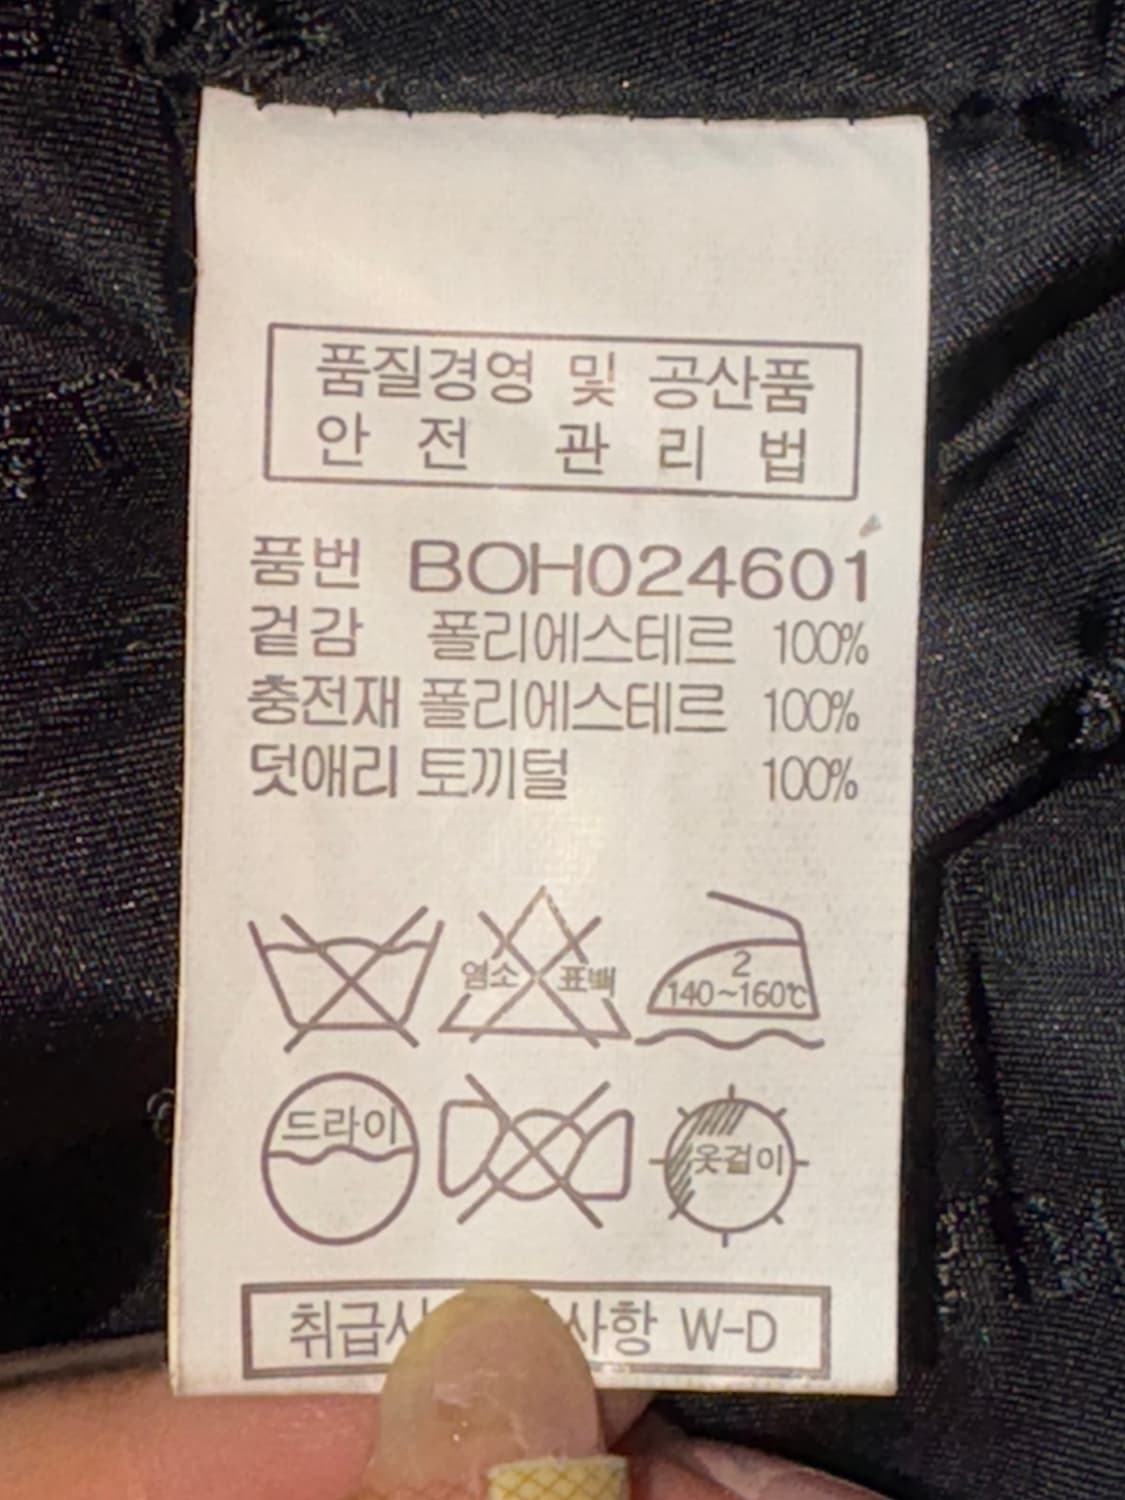 품질경영 및 공산품
안 전 관 리 법
품번 BOH024601
겉감 폴리에스테르 100%
충전재 폴리에스테르 100%
덧애리 토끼털 100%
염소 표백
2
140~160℃
드라이
옷걸이
사항 W-D